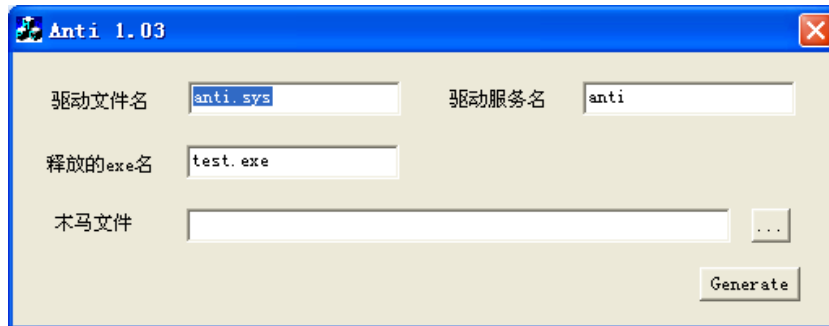 Anti 1.03
驱动文件名 anti.sys 驱动服务名 anti
释放的exe名 test.exe
木马文件 ...
Generate